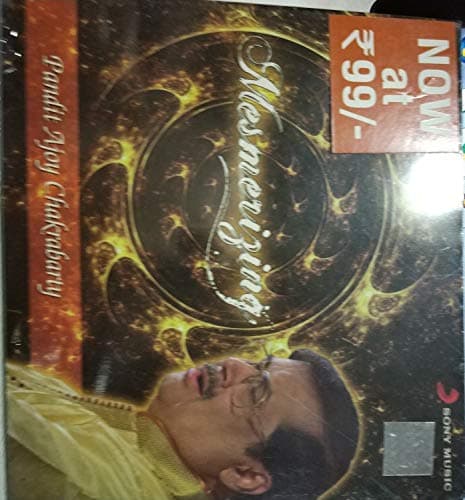 NOW
at
₹99/-
Mesmerizing
Pandit Ajoy Chakrabarty
SONY MUSIC